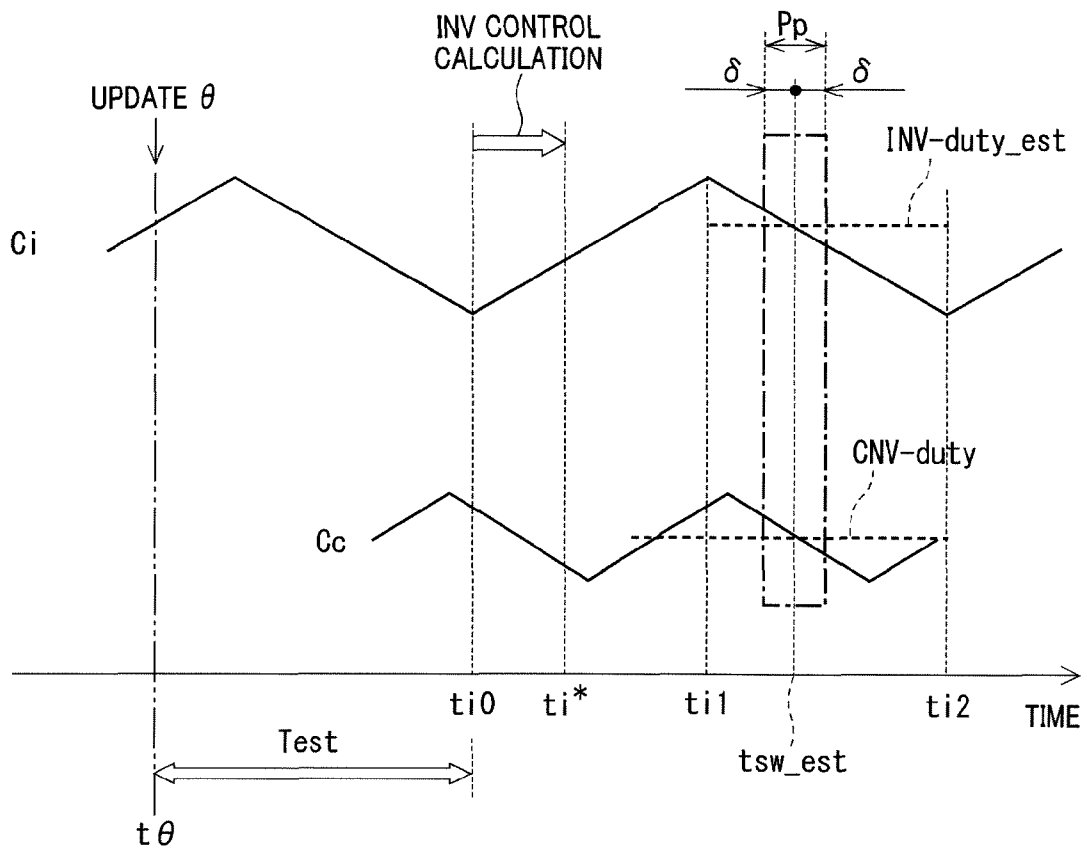 INV CONTROL
CALCULATION
Pp
δ
δ
UPDATE θ
INV-duty_est
Ci
CNV-duty
Cc
ti0
ti*
ti1
ti2
TIME
Test
tsw_est
tθ